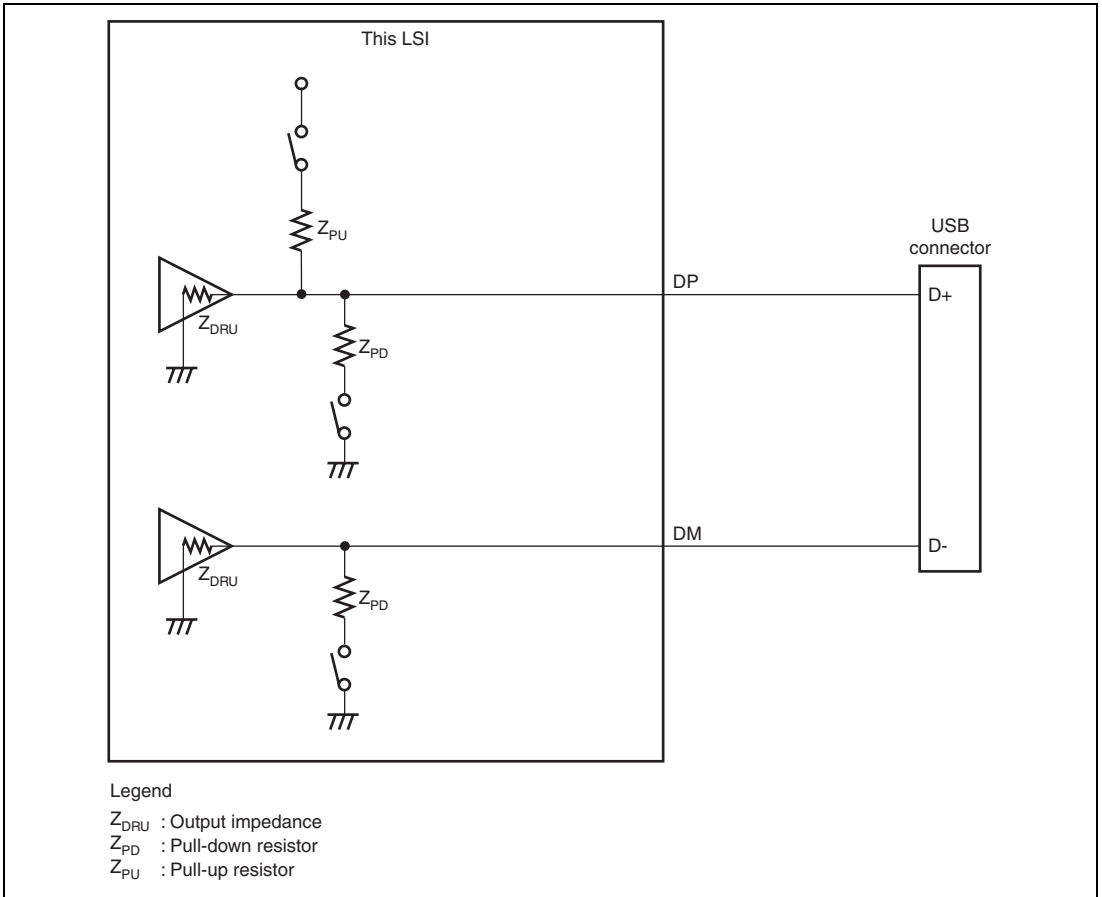 This LSI
Z_PU
USB
connector
DP
D+
Z_DRU
Z_PD
DM
D-
Z_DRU
Z_PD
Legend
Z_DRU : Output impedance
Z_PD : Pull-down resistor
Z_PU : Pull-up resistor